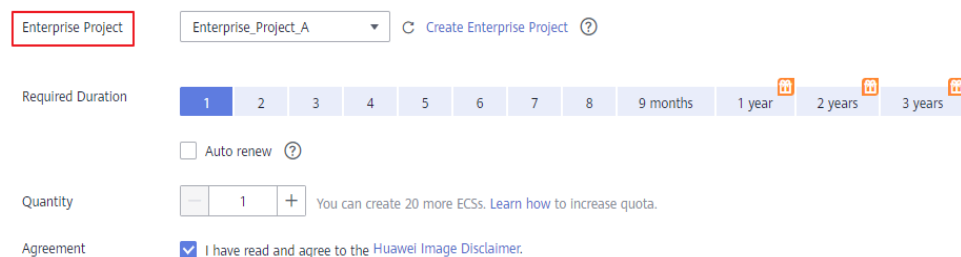 Enterprise Project Enterprise_Project_A Create Enterprise Project ?
Required Duration 1 2 3 4 5 6 7 8 9 months 1 year 2 years 3 years
Auto renew ?
Quantity 1 + You can create 20 more ECSs. Learn how to increase quota.
Agreement I have read and agree to the Huawei Image Disclaimer.